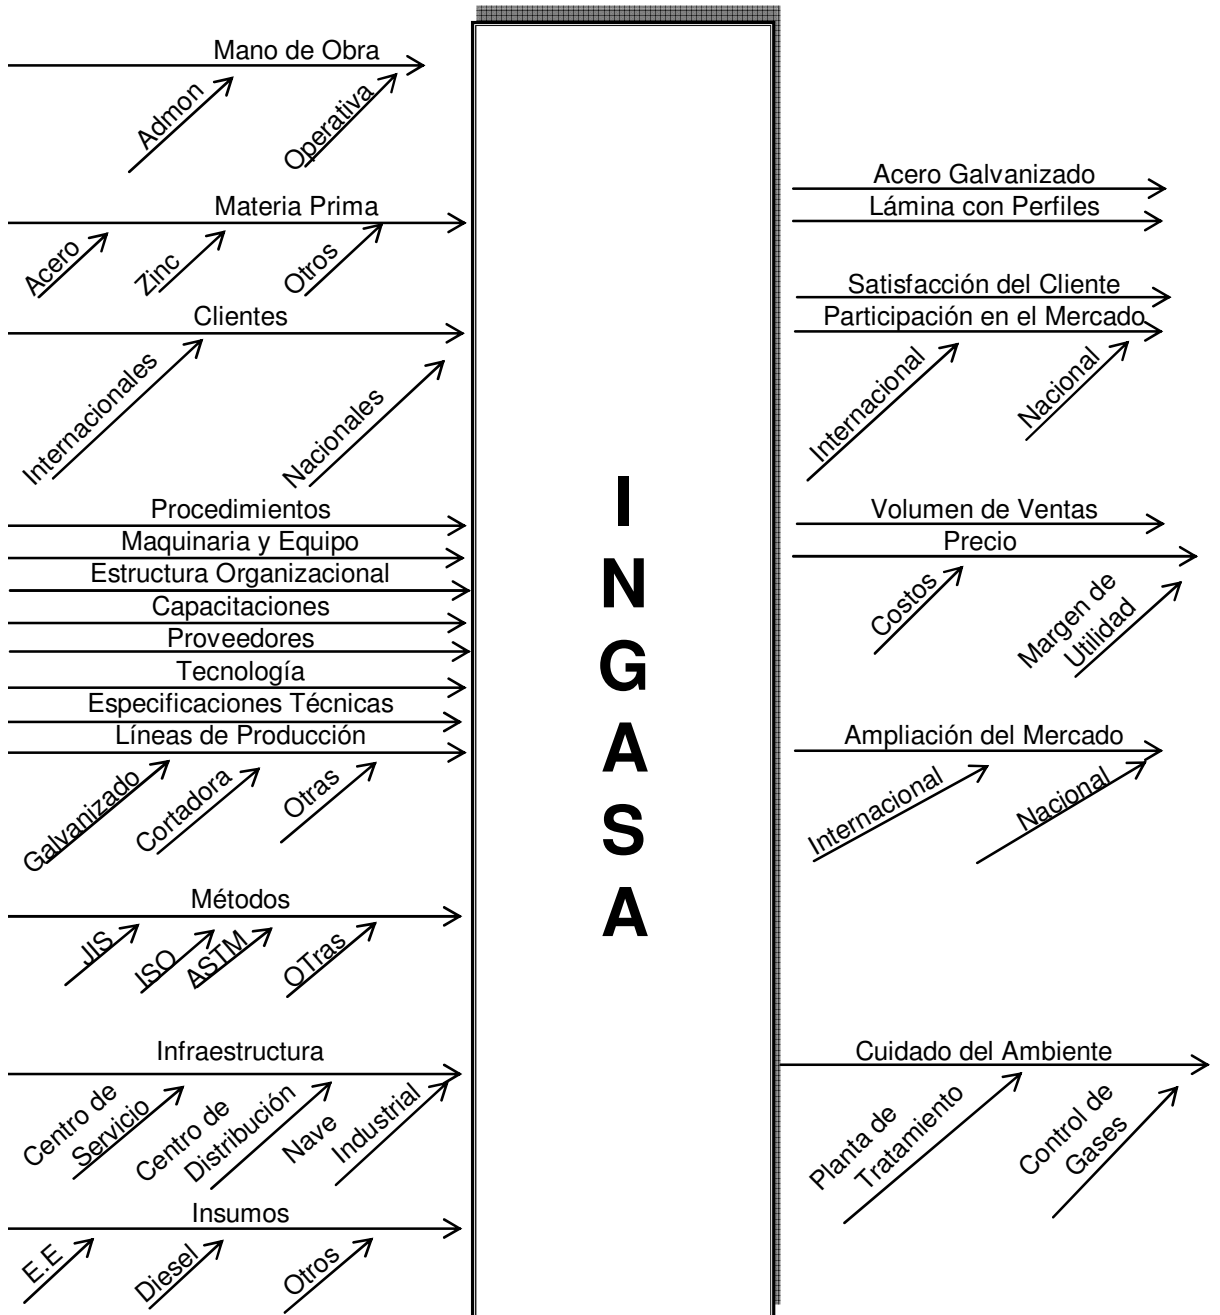 Mano de Obra
Admon
Operativa
Materia Prima
Acero
Zinc
Otros
Clientes
Internacionales
Nacionales
Procedimientos
Maquinaria y Equipo
Estructura Organizacional
Capacitaciones
Proveedores
Tecnología
Especificaciones Técnicas
Líneas de Producción
Galvanizado
Cortadora
Otras
Métodos
JIS
ISO
ASTM
OTras
Infraestructura
Centro de
Servicio
Centro de
Distribución
Nave
Industrial
Insumos
E.E
Diesel
Otros
I
N
G
A
S
A
Acero Galvanizado
Lámina con Perfiles
Satisfacción del Cliente
Participación en el Mercado
Internacional
Nacional
Volumen de Ventas
Precio
Costos
Margen de
Utilidad
Ampliación del Mercado
Internacional
Nacional
Cuidado del Ambiente
Planta de
Tratamiento
Control de
Gases